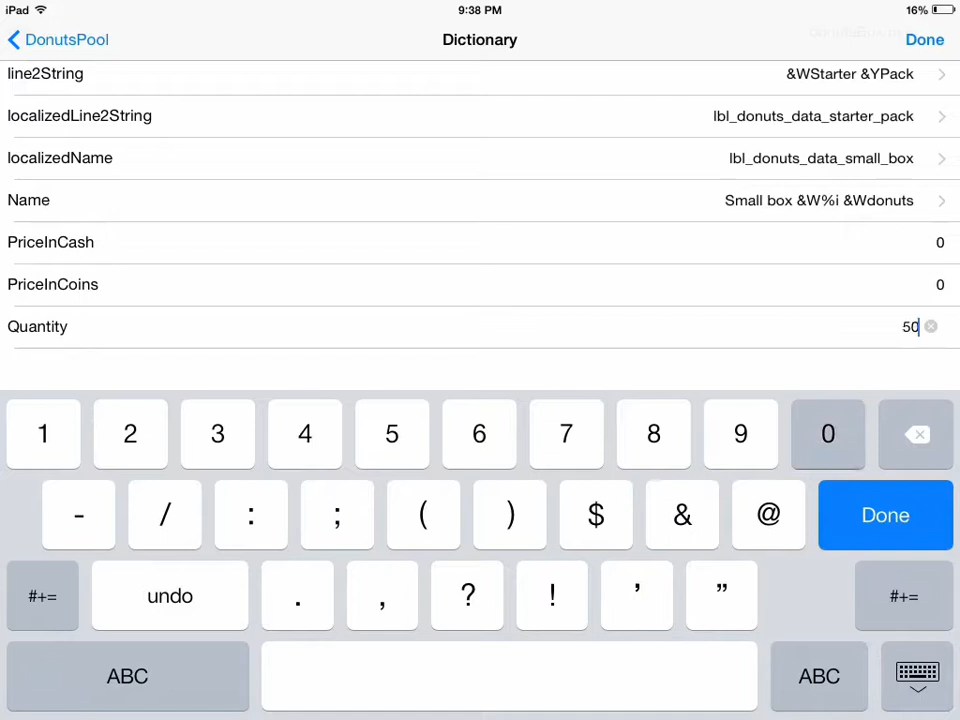 iPad 9:38 PM 16%
DonutsPool Dictionary Done
line2String &WStarter &YPack
localizedLine2String lbl_donuts_data_starter_pack
localizedName lbl_donuts_data_small_box
Name Small box &W%i &Wdonuts
PriceInCash 0
PriceInCoins 0
Quantity 50
1 2 3 4 5 6 7 8 9 0
- / : ; ( ) $ & @ Done
#+= undo . , ? ! ’ ” #+=
ABC ABC